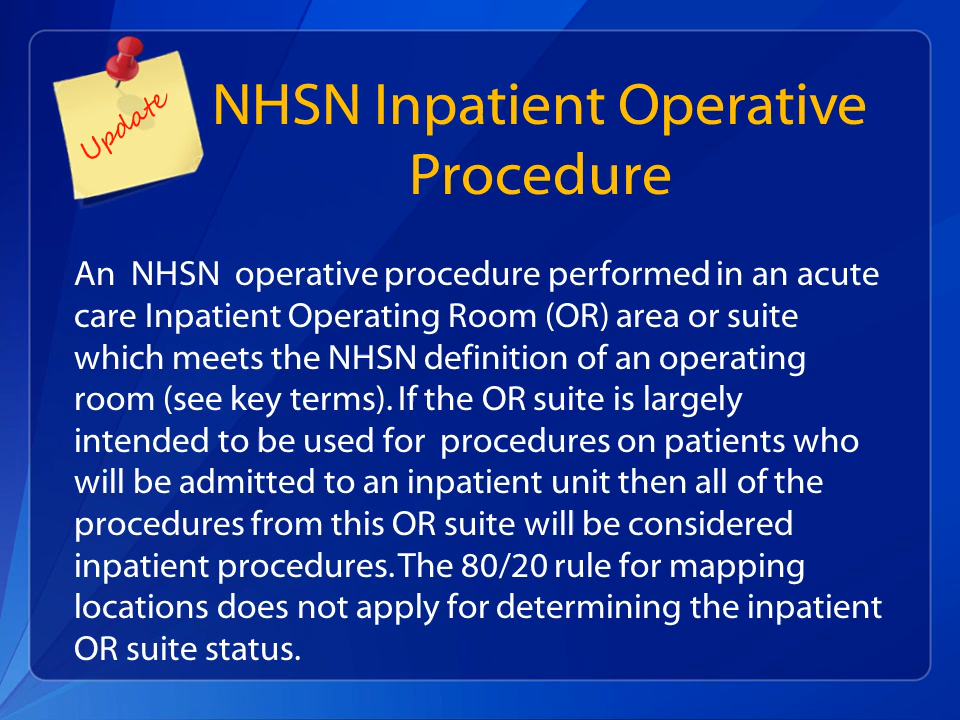 Update
NHSN Inpatient Operative
Procedure
An NHSN operative procedure performed in an acute
care Inpatient Operating Room (OR) area or suite
which meets the NHSN definition of an operating
room (see key terms). If the OR suite is largely
intended to be used for procedures on patients who
will be admitted to an inpatient unit then all of the
procedures from this OR suite will be considered
inpatient procedures. The 80/20 rule for mapping
locations does not apply for determining the inpatient
OR suite status.